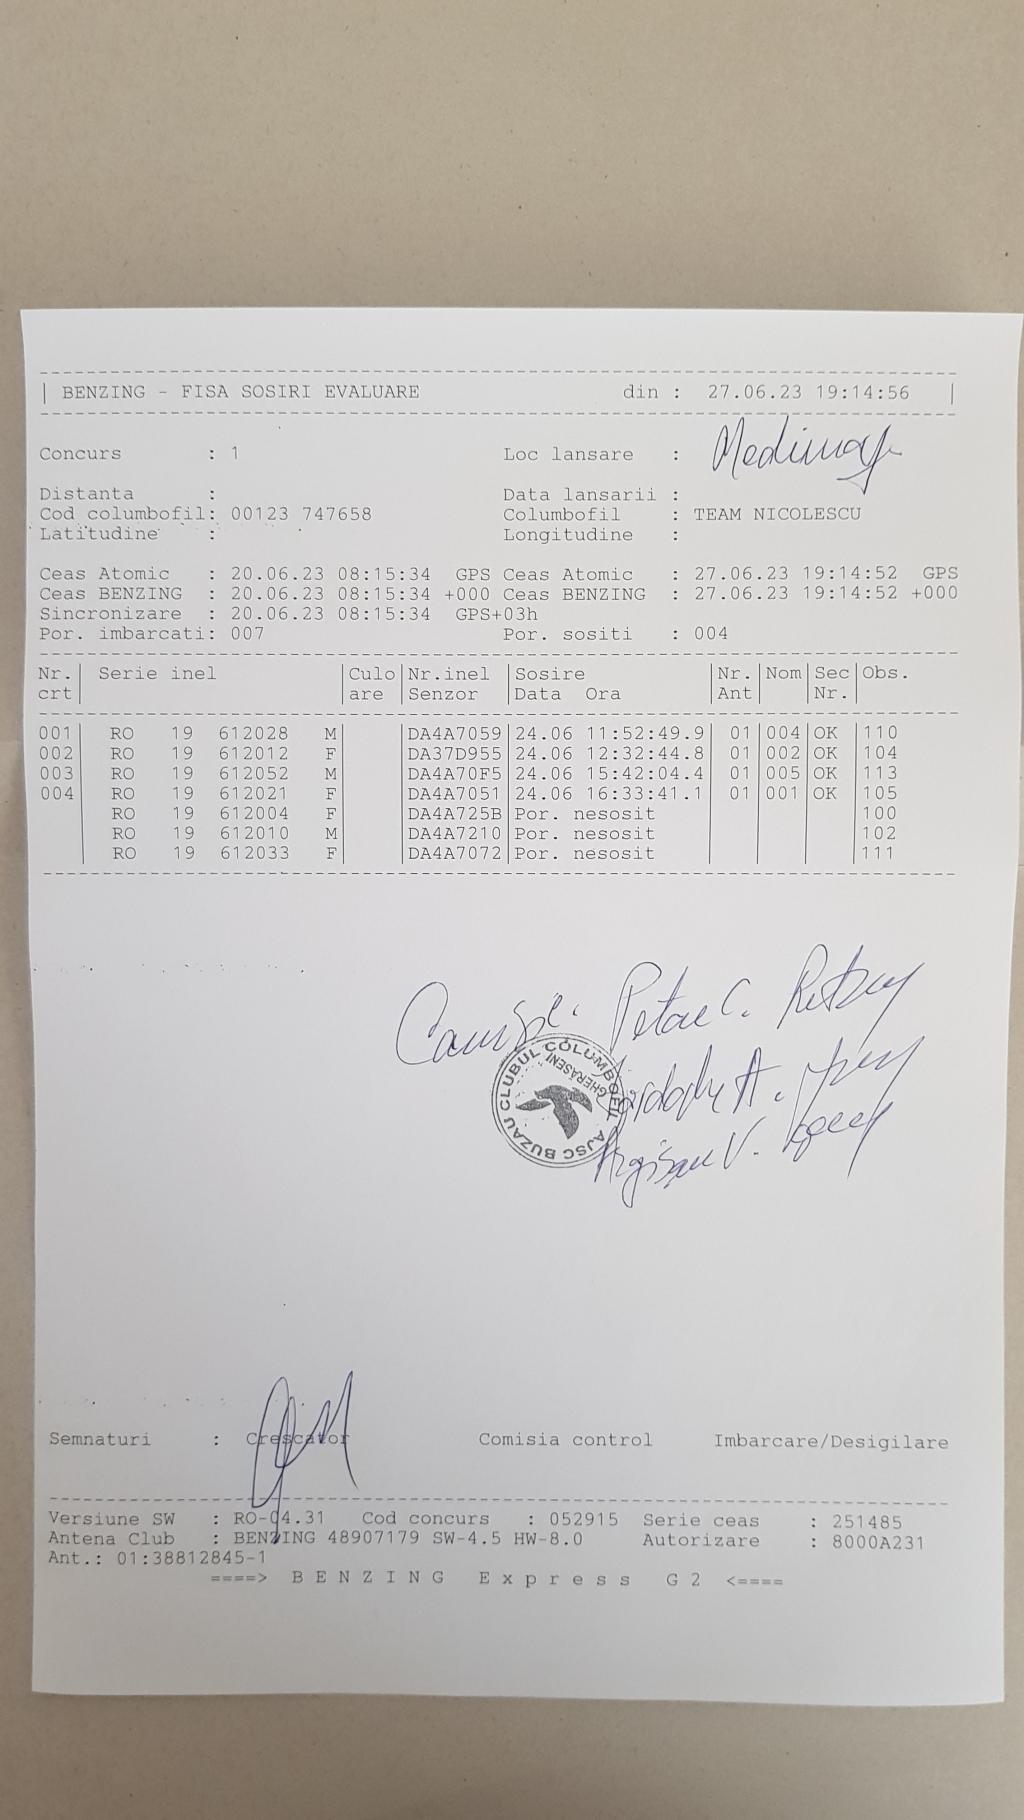 | BENZING - FISA SOSIRI EVALUARE din : 27.06.23 19:14:56 |
Concurs : 1 Loc lansare :
Distanta : Data lansarii :
Cod columbofil: 00123 747658 Columbofil : TEAM NICOLESCU
Latitudine : Longitudine :
Ceas Atomic : 20.06.23 08:15:34 GPS Ceas Atomic : 27.06.23 19:14:52 GPS
Ceas BENZING : 20.06.23 08:15:34 +000 Ceas BENZING : 27.06.23 19:14:52 +000
Sincronizare : 20.06.23 08:15:34 GPS+03h
Por. imbarcati: 007 Por. sositi : 004
Nr. | Serie inel |Culo|Nr.inel |Sosire |Nr.|Nom|Sec|Obs.
crt| |are |Senzor |Data Ora |Ant| |Nr.|
001| RO 19 612028 M| |DA4A7059|24.06 11:52:49.9| 01|004|OK |110
002| RO 19 612012 F| |DA37D955|24.06 12:32:44.8| 01|002|OK |104
003| RO 19 612052 M| |DA4A70F5|24.06 15:42:04.4| 01|005|OK |113
004| RO 19 612021 F| |DA4A7051|24.06 16:33:41.1| 01|001|OK |105
| RO 19 612004 F| |DA4A725B|Por. nesosit | | | |100
| RO 19 612010 M| |DA4A7210|Por. nesosit | | | |102
| RO 19 612033 F| |DA4A7072|Por. nesosit | | | |111
Petre C.
CLUBUL COLUMBOFIL
GHERASENI
AJSC BUZAU
A.
V.
Semnaturi : Crescator Comisia control Imbarcare/Desigilare
Versiune SW : RO-04.31 Cod concurs : 052915 Serie ceas : 251485
Antena Club : BENZING 48907179 SW-4.5 HW-8.0 Autorizare : 8000A231
Ant.: 01:38812845-1
====> B E N Z I N G E x p r e s s G 2 <====